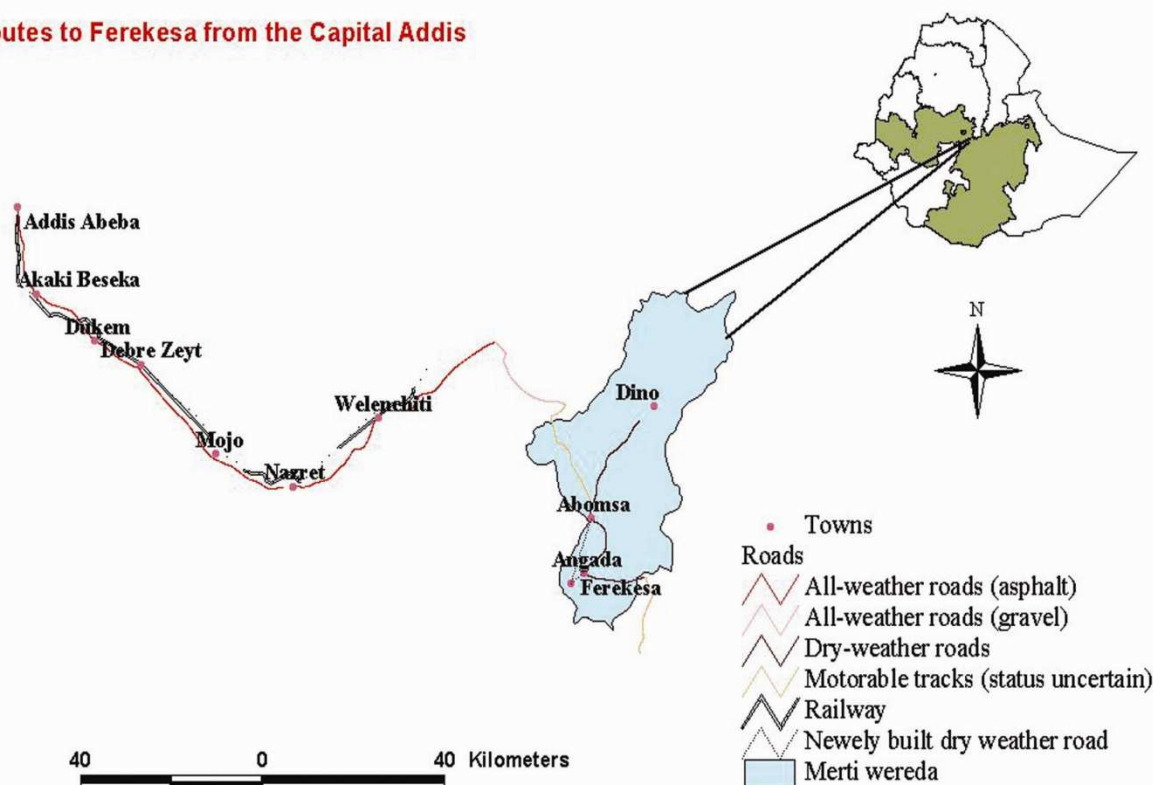 utes to Ferekesa from the Capital Addis
Addis Abeba
Akaki Beseka
Dukem
Debre Zeyt
Welenchiti
Dino
Mojo
Nazret
Abomsa
Angada
Ferekesa
N
Towns
Roads
All-weather roads (asphalt)
All-weather roads (gravel)
Dry-weather roads
Motorable tracks (status uncertain)
Railway
Newely built dry weather road
Merti wereda
40 0 40 Kilometers